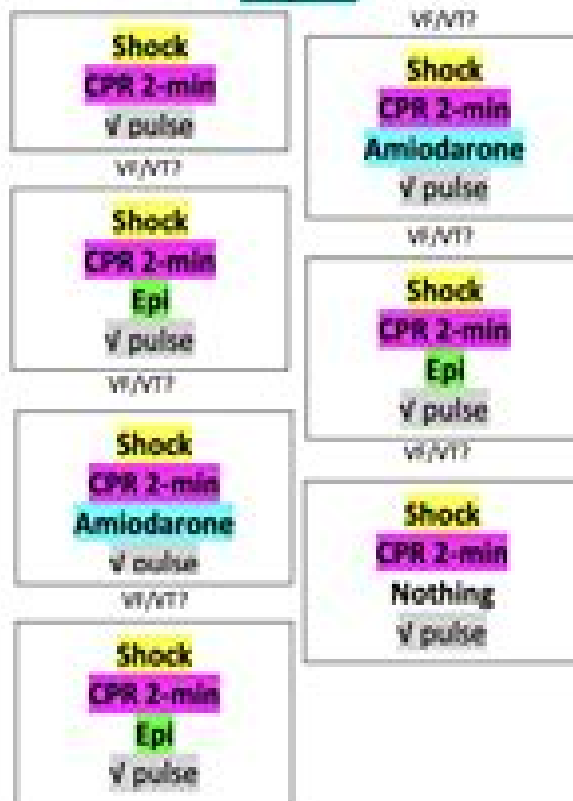 Shock
CPR 2-min
√ pulse
VF/VT?
Shock
CPR 2-min
Epi
√ pulse
VF/VT?
Shock
CPR 2-min
Amiodarone
√ pulse
VF/VT?
Shock
CPR 2-min
Epi
√ pulse
VF/VT?
Shock
CPR 2-min
Amiodarone
√ pulse
VF/VT?
Shock
CPR 2-min
Epi
√ pulse
VF/VT?
Shock
CPR 2-min
Nothing
√ pulse